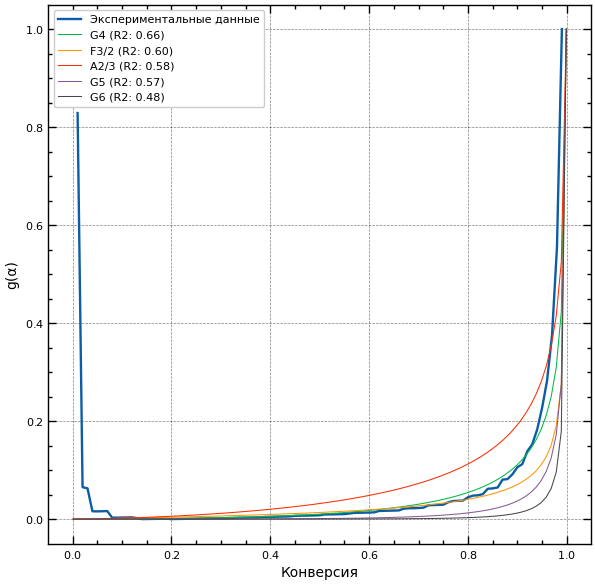 Экспериментальные данные
G4 (R2: 0.66)
F3/2 (R2: 0.60)
A2/3 (R2: 0.58)
G5 (R2: 0.57)
G6 (R2: 0.48)
1.0
0.8
0.6
0.4
0.2
0.0
g(α)
0.0 0.2 0.4 0.6 0.8 1.0
Конверсия